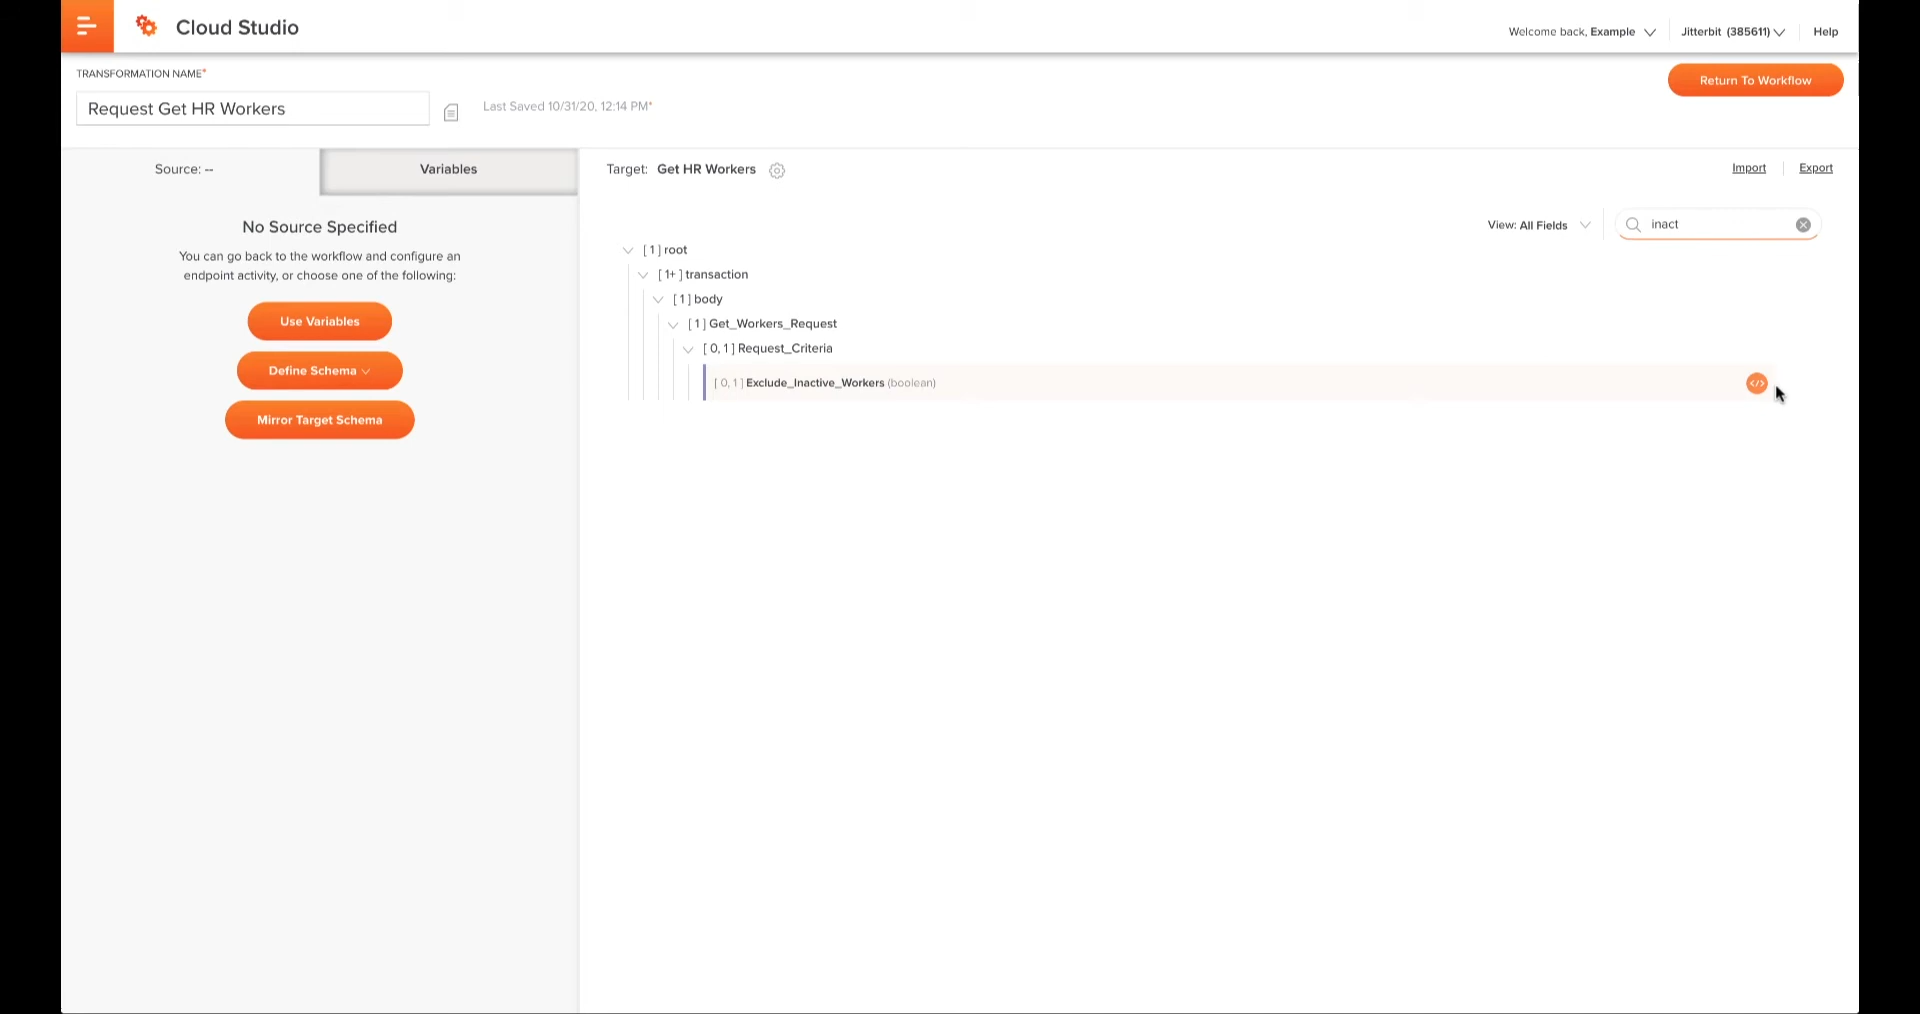 Cloud Studio
Welcome back, Example
Jitterbit (385611)
Help
TRANSFORMATION NAME*
Request Get HR Workers
Last Saved 10/31/20, 12:14 PM*
Return To Workflow
Source: --
Variables
Target: Get HR Workers
Import
Export
No Source Specified
You can go back to the workflow and configure an
endpoint activity, or choose one of the following:
Use Variables
Define Schema
Mirror Target Schema
View: All Fields
inact
[ 1 ] root
[ 1+ ] transaction
[ 1 ] body
[ 1 ] Get_Workers_Request
[ 0, 1 ] Request_Criteria
[ 0, 1 ] Exclude_Inactive_Workers (boolean)
</>